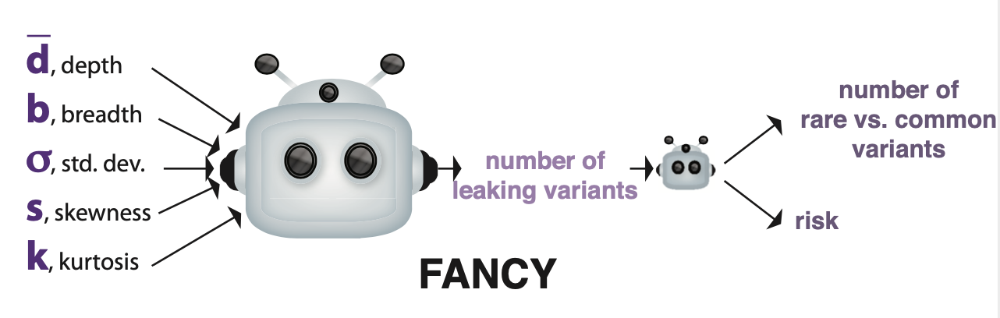 d̅, depth
b, breadth
σ, std. dev.
s, skewness
k, kurtosis
number of
leaking variants
number of
rare vs. common
variants
risk
FANCY